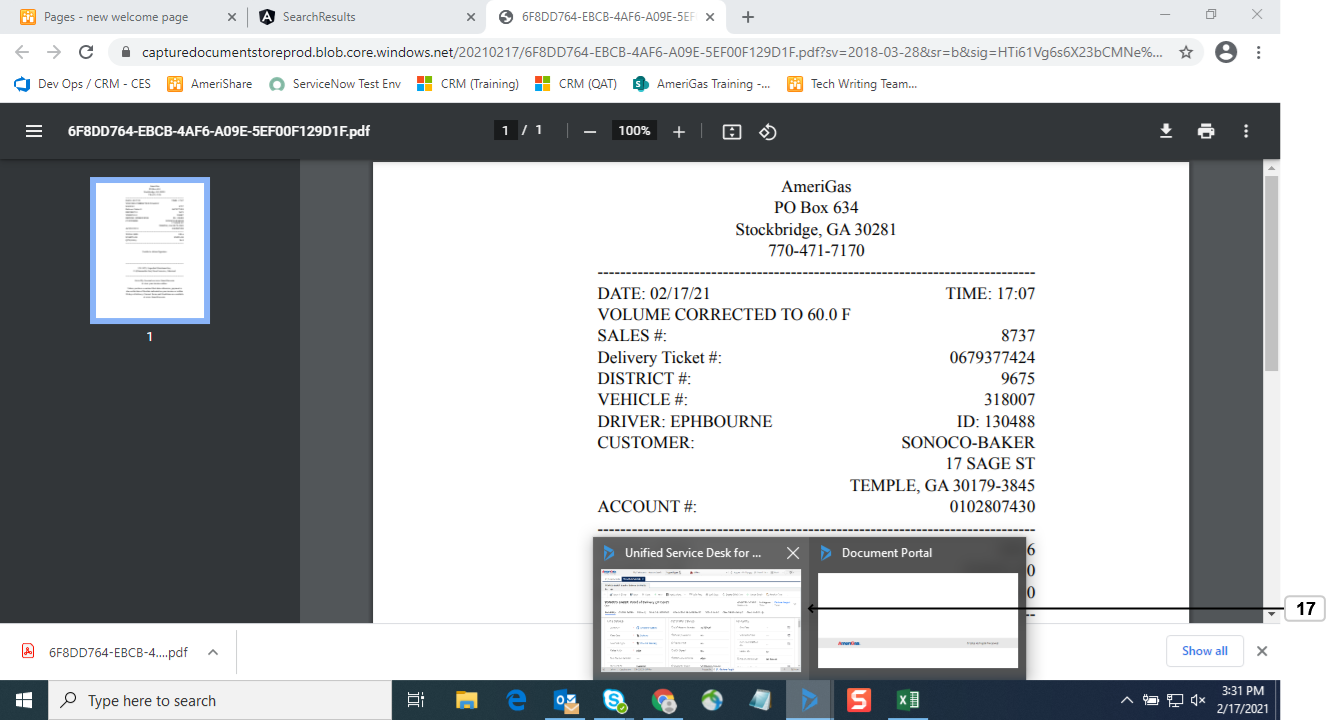 Pages - new welcome page
SearchResults
6F8DD764-EBCB-4AF6-A09E-5EF
capturedocumentstoreprod.blob.core.windows.net/20210217/6F8DD764-EBCB-4AF6-A09E-5EF00F129D1F.pdf?sv=2018-03-28&sr=b&sig=HTi61Vg6s6X23bCMNe%...
Dev Ops / CRM - CES AmeriShare ServiceNow Test Env CRM (Training) CRM (QAT) AmeriGas Training -... Tech Writing Team...
6F8DD764-EBCB-4AF6-A09E-5EF00F129D1F.pdf 1 / 1 100%
AmeriGas
PO Box 634
Stockbridge, GA 30281
770-471-7170
DATE: 02/17/21 TIME: 17:07
VOLUME CORRECTED TO 60.0 F
SALES #: 8737
Delivery Ticket #: 0679377424
DISTRICT #: 9675
VEHICLE #: 318007
DRIVER: EPHBOURNE ID: 130488
CUSTOMER: SONOCO-BAKER
17 SAGE ST
TEMPLE, GA 30179-3845
ACCOUNT #: 0102807430
1
Unified Service Desk for ... Document Portal
6
0
0
17
6F8DD764-EBCB-4....pdf
Show all
Type here to search
3:31 PM
2/17/2021